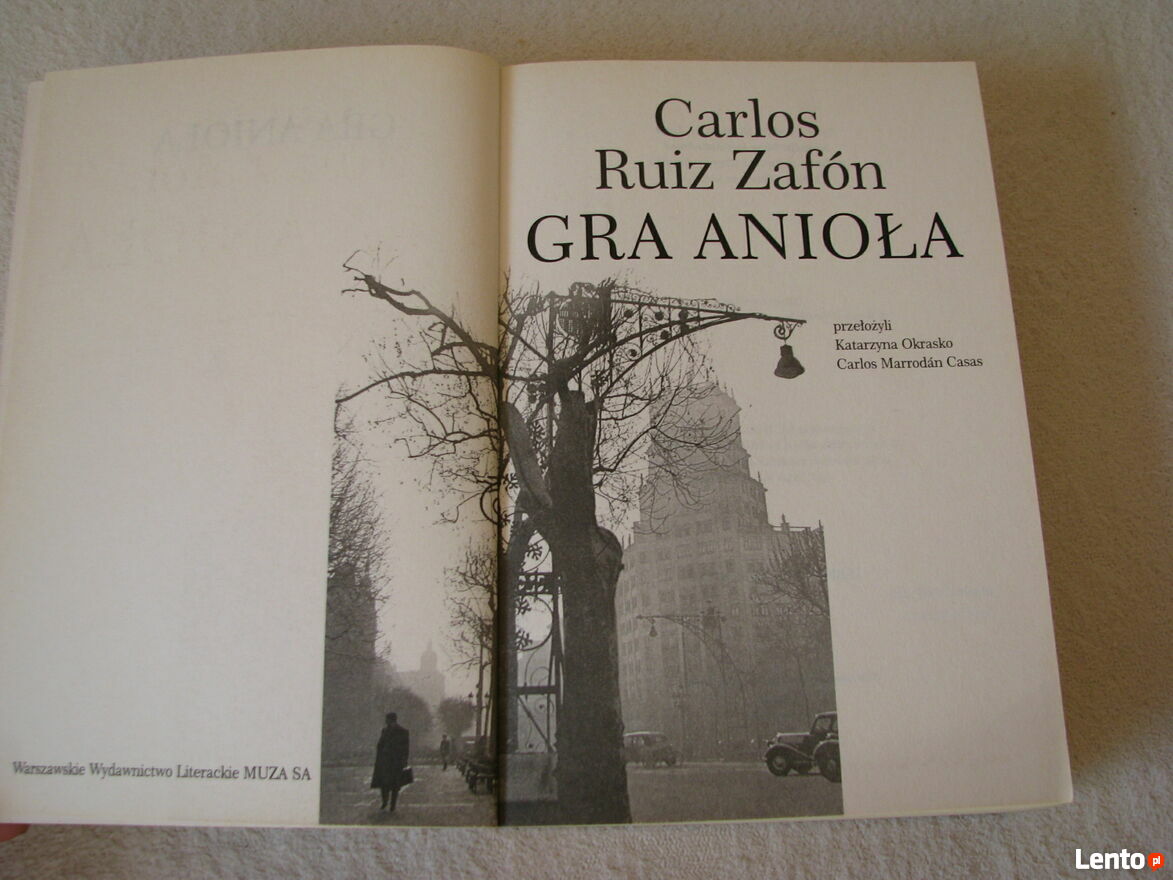 Carlos
Ruiz Zafón
GRA ANIOŁA
przełożyli
Katarzyna Okrasko
Carlos Marrodán Casas
Warszawskie Wydawnictwo Literackie MUZA SA
Lento.pl